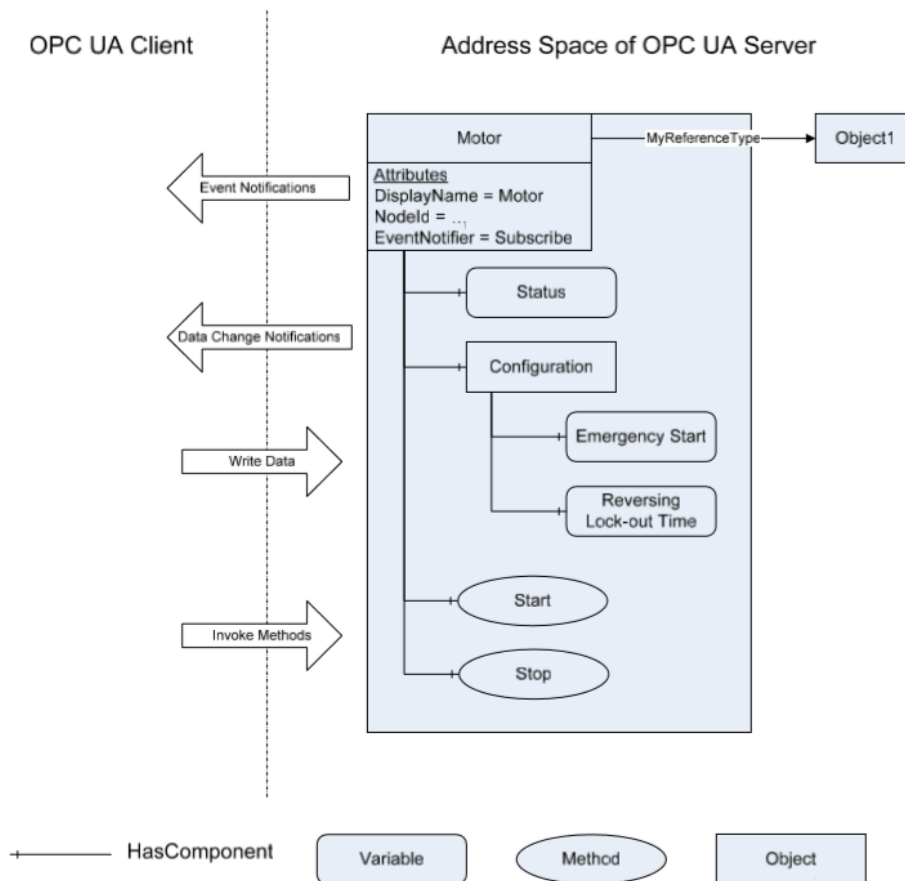 OPC UA Client
Address Space of OPC UA Server
Motor
MyReferenceType
Object1
Attributes
DisplayName = Motor
NodeId = ...
EventNotifier = Subscribe
Event Notifications
Status
Data Change Notifications
Configuration
Emergency Start
Write Data
Reversing
Lock-out Time
Start
Invoke Methods
Stop
HasComponent
Variable
Method
Object